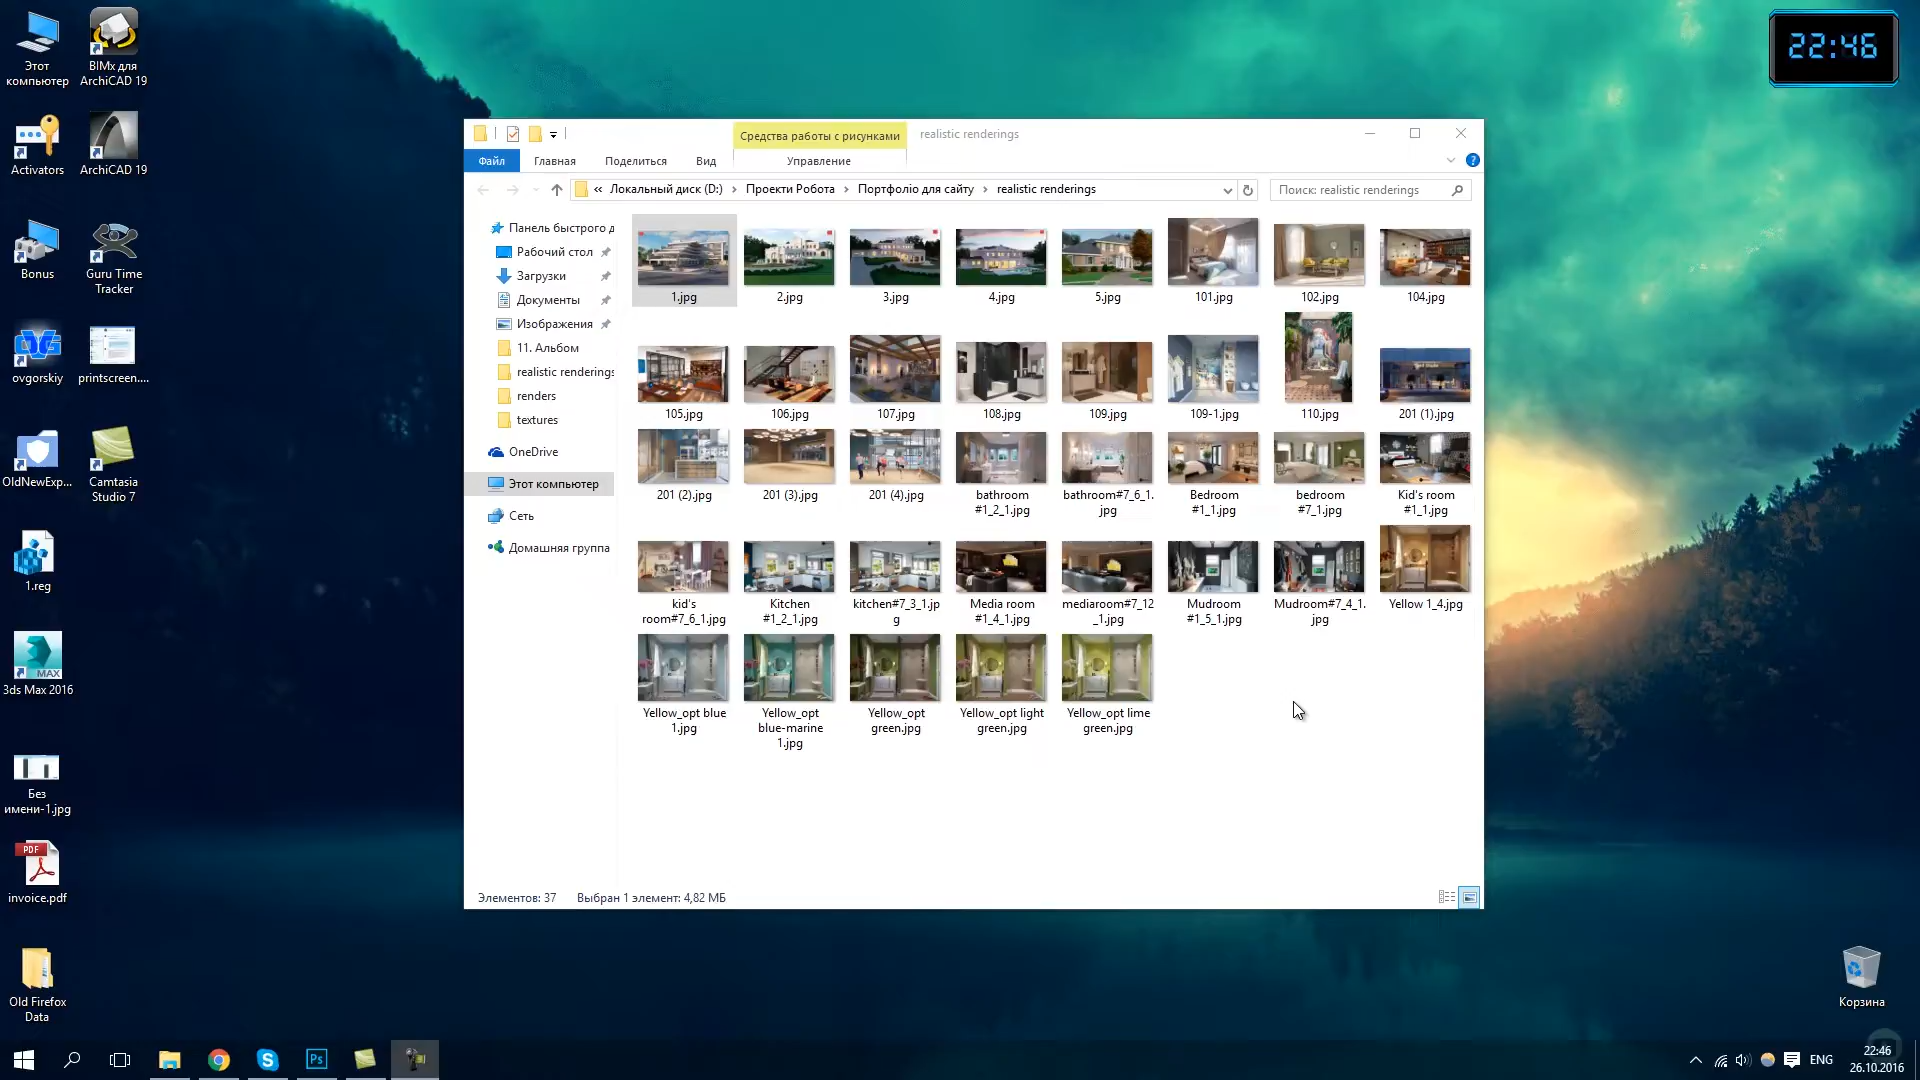 Этот
компьютер
BIMx для
ArchiCAD 19
Activators
ArchiCAD 19
Bonus
Guru Time
Tracker
ovgorskiy
printscreen....
OldNewExp...
Camtasia
Studio 7
1.reg
MAX
3ds Max 2016
Без
имени-1.jpg
PDF
invoice.pdf
Old Firefox
Data
22:46
Средства работы с рисунками
realistic renderings
Файл
Главная
Поделиться
Вид
Управление
« Локальный диск (D:) › Проекти Робота › Портфоліо для сайту › realistic renderings
Поиск: realistic renderings
Панель быстрого д
Рабочий стол
Загрузки
Документы
Изображения
11. Альбом
realistic renderings
renders
textures
OneDrive
Этот компьютер
Сеть
Домашняя группа
1.jpg
2.jpg
3.jpg
4.jpg
5.jpg
101.jpg
102.jpg
104.jpg
105.jpg
106.jpg
107.jpg
108.jpg
109.jpg
109-1.jpg
110.jpg
201 (1).jpg
201 (2).jpg
201 (3).jpg
201 (4).jpg
bathroom
#1_2_1.jpg
bathroom#7_6_1.
jpg
Bedroom
#1_1.jpg
bedroom
#7_1.jpg
Kid's room
#1_1.jpg
kid's
room#7_6_1.jpg
Kitchen
#1_2_1.jpg
kitchen#7_3_1.jp
g
Media room
#1_4_1.jpg
mediaroom#7_12
_1.jpg
Mudroom
#1_5_1.jpg
Mudroom#7_4_1.
jpg
Yellow 1_4.jpg
Yellow_opt blue
1.jpg
Yellow_opt
blue-marine
1.jpg
Yellow_opt
green.jpg
Yellow_opt light
green.jpg
Yellow_opt lime
green.jpg
Элементов: 37
Выбран 1 элемент: 4,82 МБ
Корзина
Ps
ENG
22:46
26.10.2016